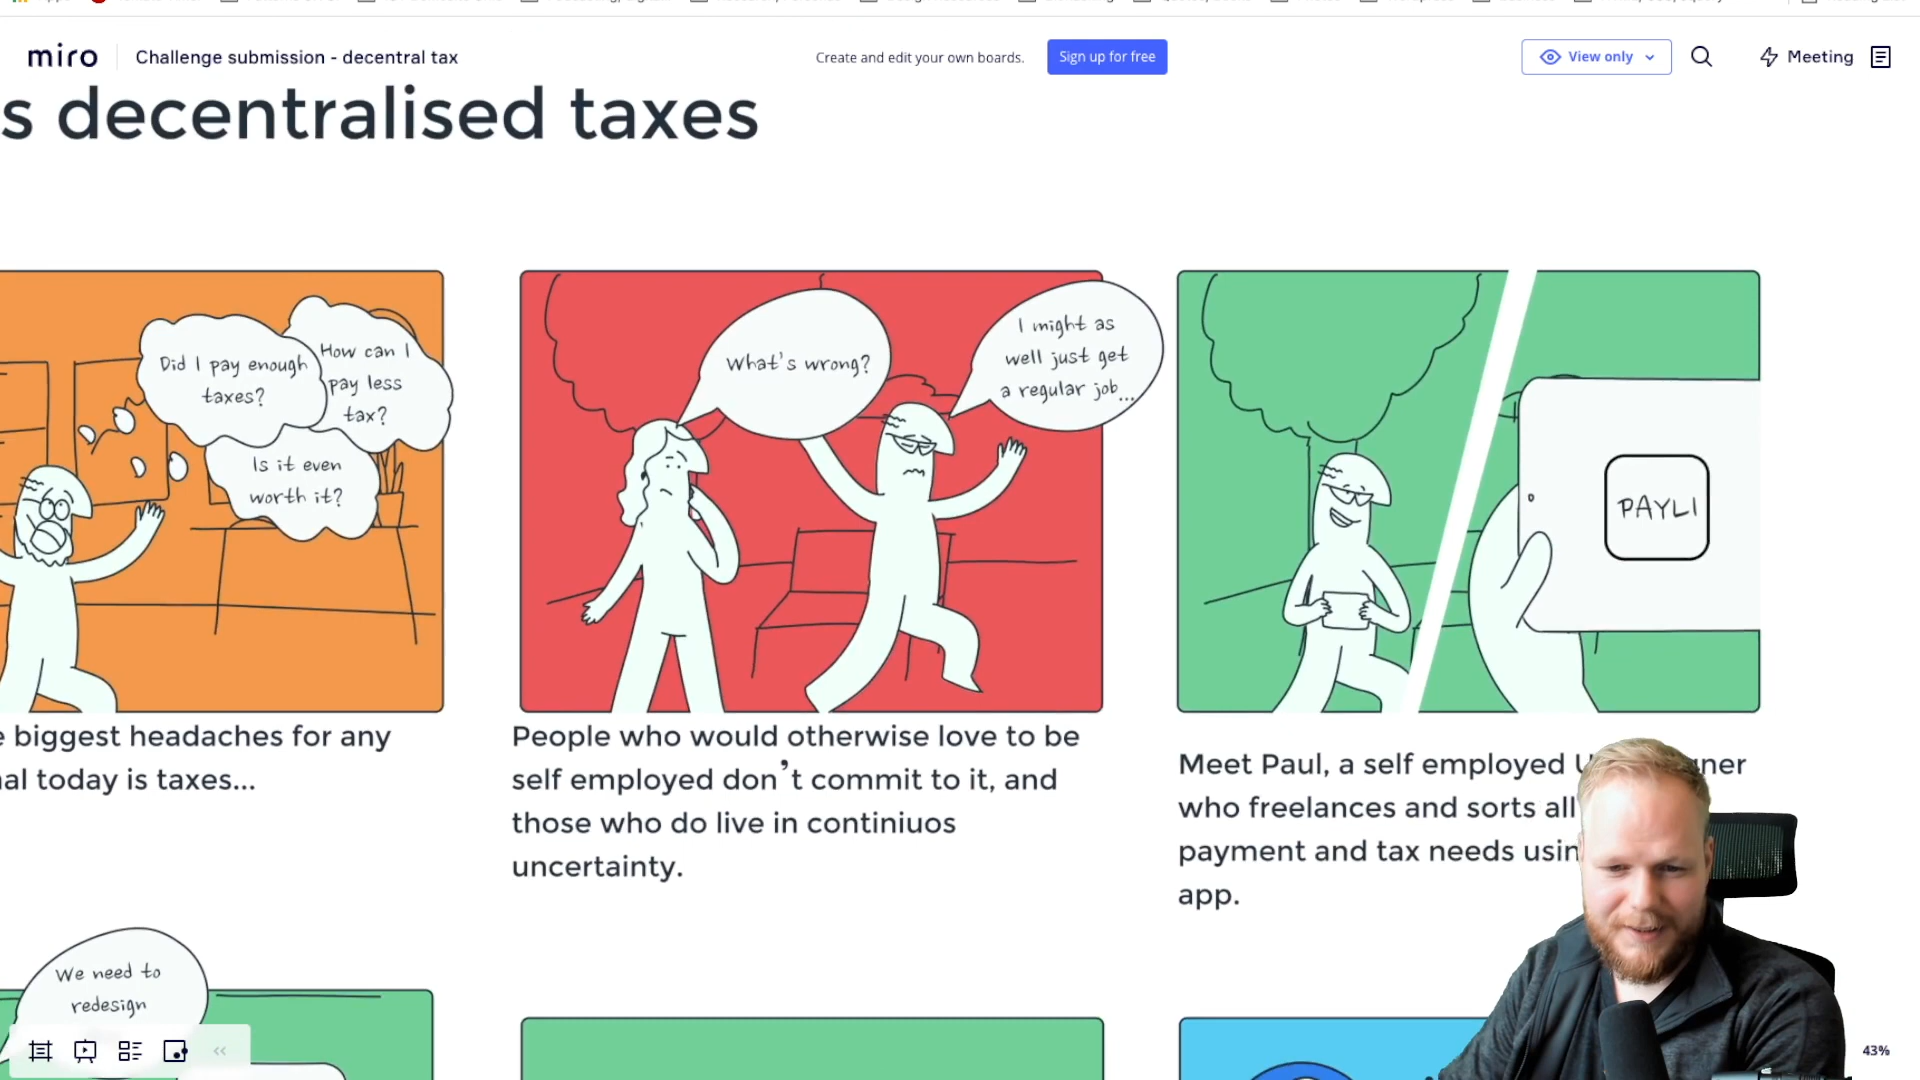 miro
Challenge submission - decentral tax
Create and edit your own boards.
Sign up for free
View only
Meeting
s decentralised taxes
Did I pay enough
taxes?
How can I
pay less
tax?
Is it even
worth it?
What's wrong?
I might as
well just get
a regular job...
PAYLI
e biggest headaches for any
al today is taxes...
People who would otherwise love to be
self employed don't commit to it, and
those who do live in continiuos
uncertainty.
Meet Paul, a self employed
who freelances and sorts all
payment and tax needs usin
app.
We need to
redesign
43%